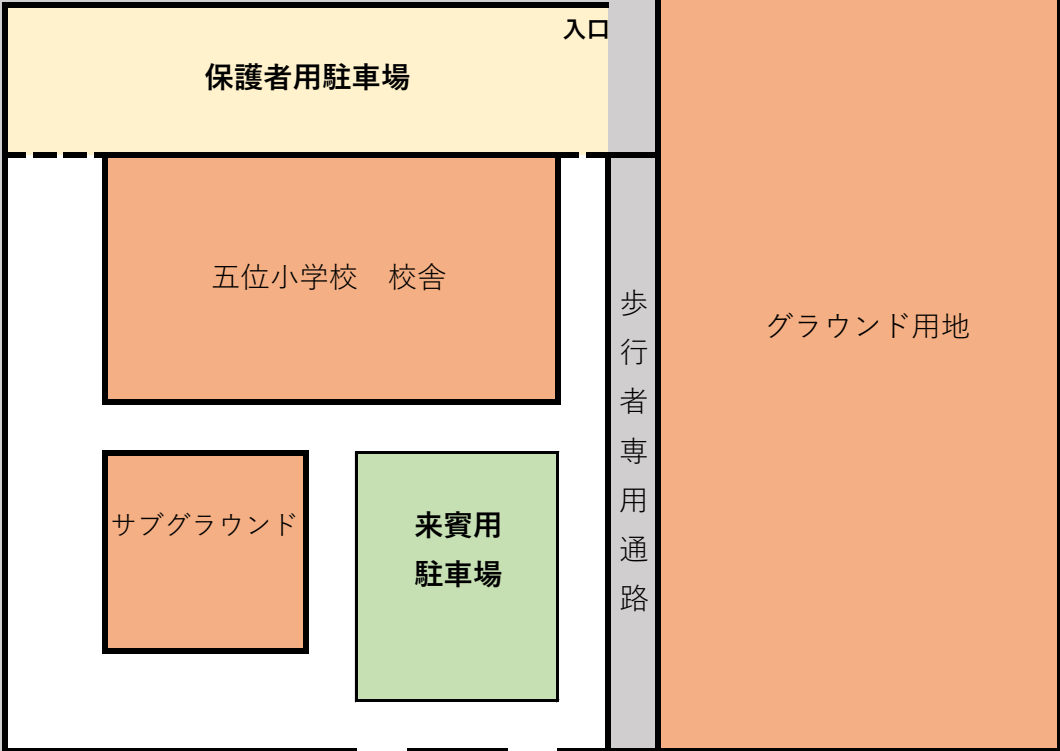 入口
保護者用駐車場
五位小学校　校舎
歩行者専用通路
グラウンド用地
サブグラウンド
来賓用
駐車場